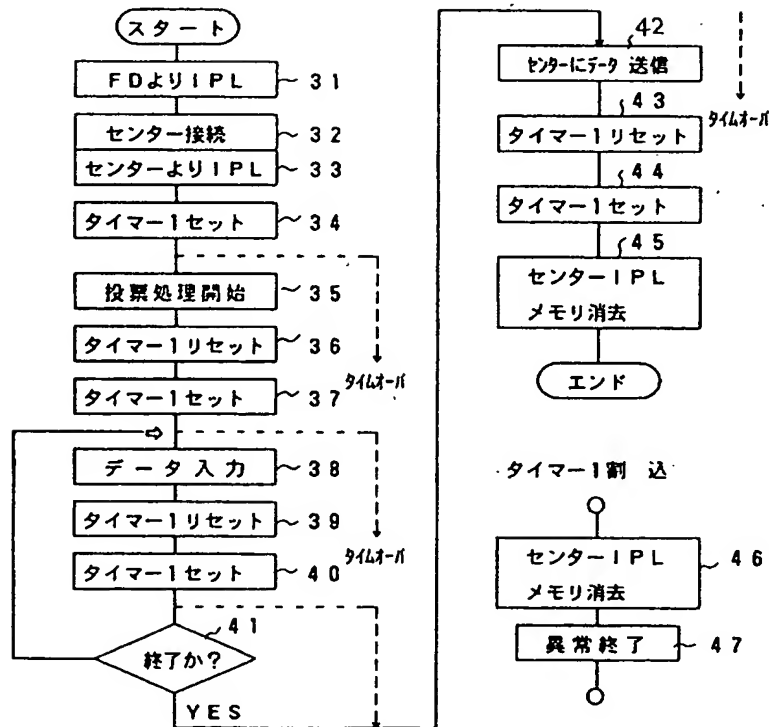 スタート
FDよりIPL 31
センター接続 32
センターよりIPL 33
タイマー1セット 34
投票処理開始 35
タイマー1リセット 36
タイムオーバ
タイマー1セット 37
データ入力 38
タイマー1リセット 39
タイムオーバ
タイマー1セット 40
41
終了か?
YES
42
センターにデータ 送信
43
タイムオーバ
タイマー1リセット
44
タイマー1セット
45
センターIPL
メモリ消去
エンド
タイマー1割 込
センターIPL
メモリ消去
46
異常終了 47